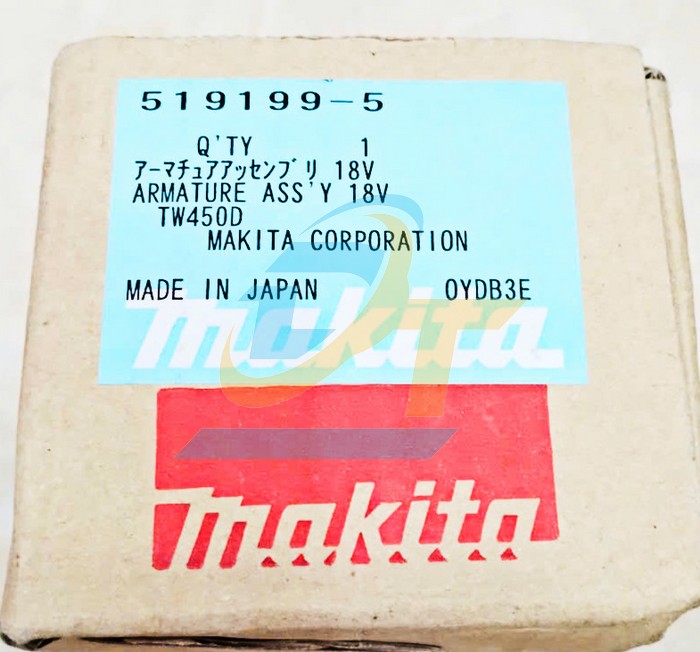 519199-5
Q'TY 1
アーマチュアアッセンブリ 18V
ARMATURE ASS'Y 18V
TW450D
MAKITA CORPORATION
MADE IN JAPAN 0YDB3E
makita
makita